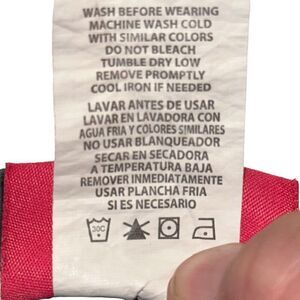 WASH BEFORE WEARING
MACHINE WASH COLD
WITH SIMILAR COLORS
DO NOT BLEACH
TUMBLE DRY LOW
REMOVE PROMPTLY
COOL IRON IF NEEDED
LAVAR ANTES DE USAR
LAVAR EN LAVADORA CON
AGUA FRIA Y COLORES SIMILARES
NO USAR BLANQUEADOR
SECAR EN SECADORA
A TEMPERATURA BAJA
REMOVER INMEDIATAMENTE
USAR PLANCHA FRIA
SI ES NECESARIO
30C